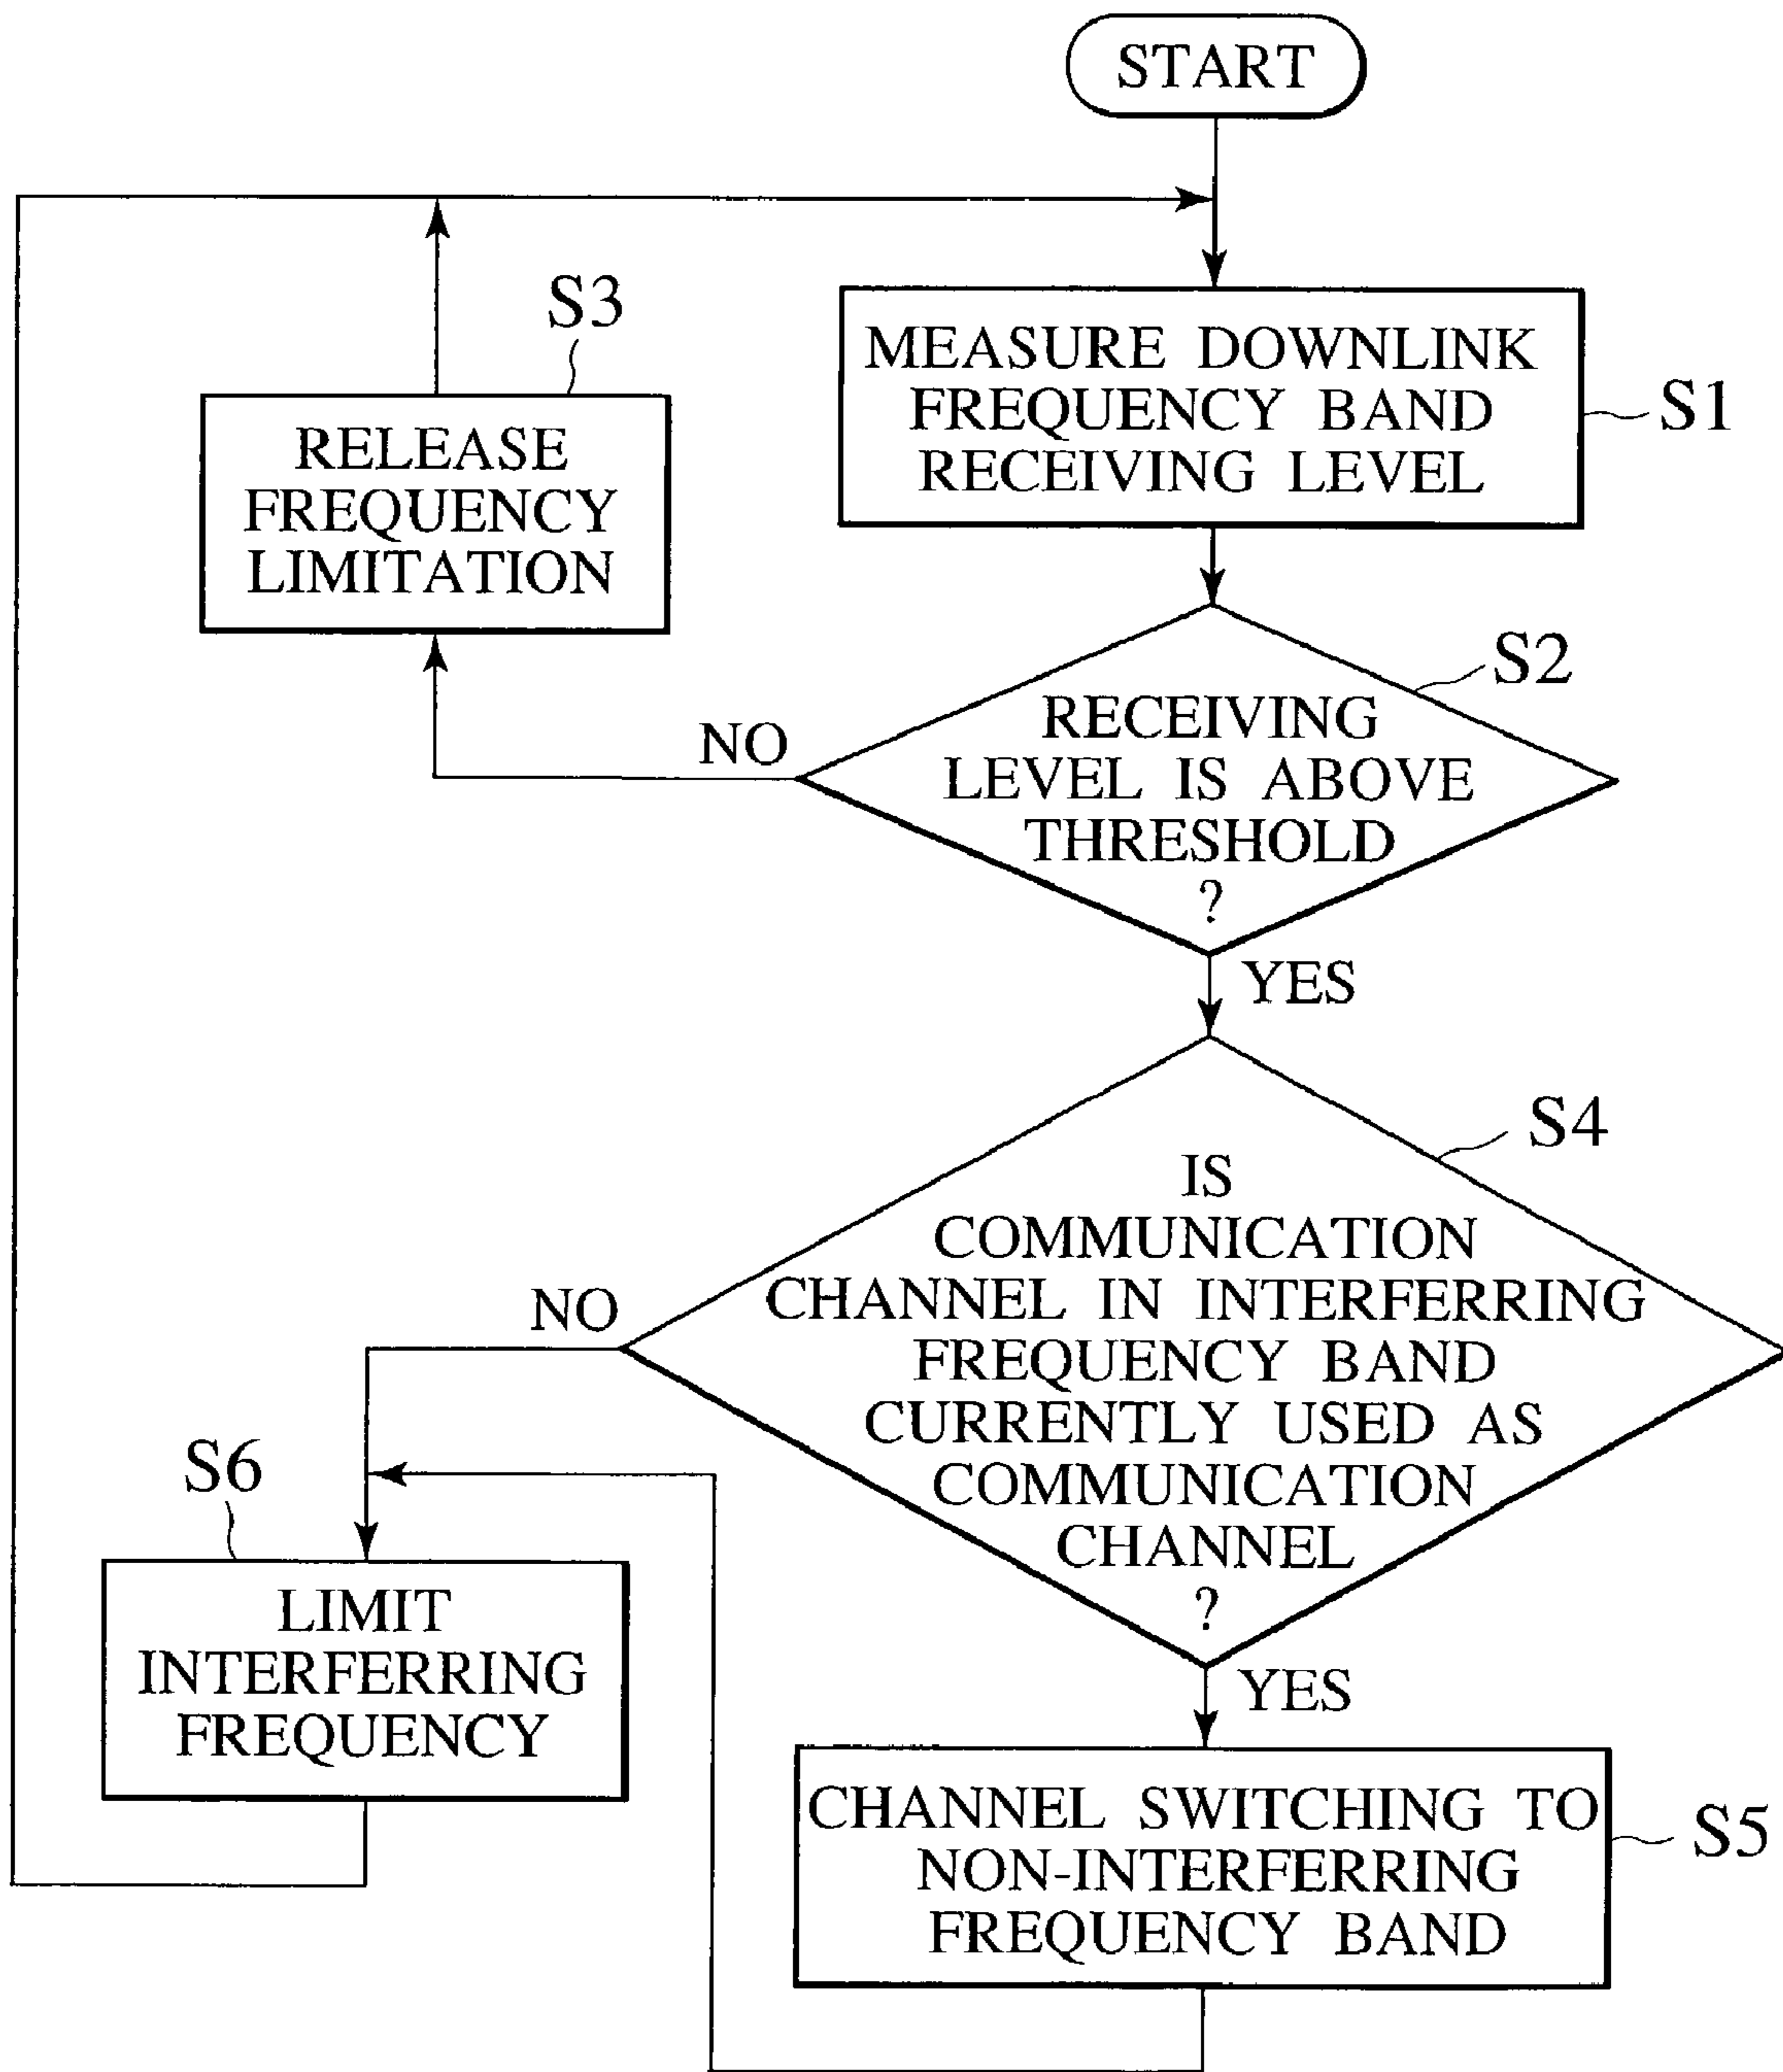 START
S3
MEASURE DOWNLINK
FREQUENCY BAND
RECEIVING LEVEL
S1
RELEASE
FREQUENCY
LIMITATION
S2
RECEIVING
LEVEL IS ABOVE
THRESHOLD
?
NO
YES
S4
IS
COMMUNICATION
CHANNEL IN INTERFERRING
FREQUENCY BAND
CURRENTLY USED AS
COMMUNICATION
CHANNEL
?
NO
S6
LIMIT
INTERFERRING
FREQUENCY
YES
CHANNEL SWITCHING TO
NON-INTERFERRING
FREQUENCY BAND
S5